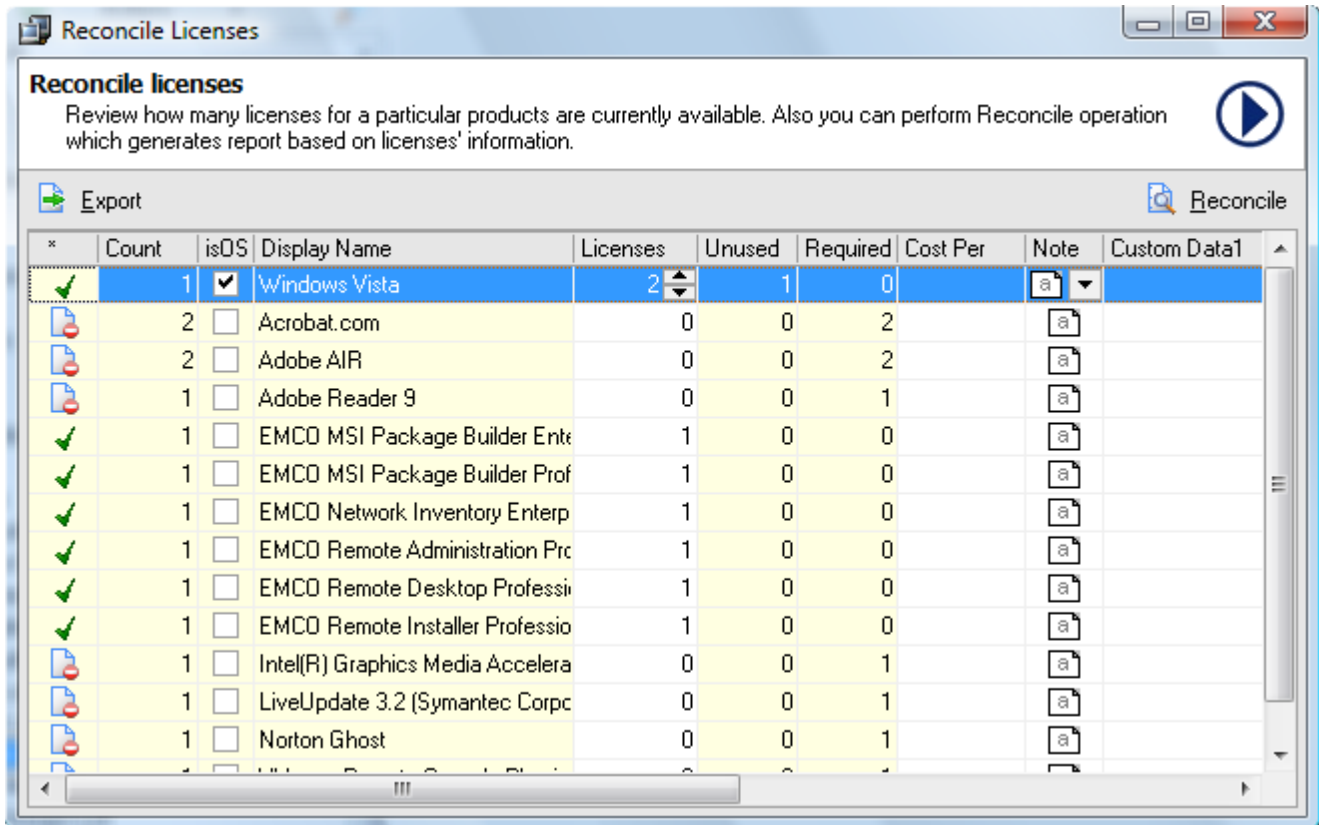 Reconcile Licenses
Reconcile licenses
Review how many licenses for a particular products are currently available. Also you can perform Reconcile operation
which generates report based on licenses' information.
Export Reconcile
* Count isOS Display Name Licenses Unused Required Cost Per Note Custom Data1
1 Windows Vista 2 1 0 a
2 Acrobat.com 0 0 2 a
2 Adobe AIR 0 0 2 a
1 Adobe Reader 9 0 0 1 a
1 EMCO MSI Package Builder Ente 1 0 0 a
1 EMCO MSI Package Builder Prof 1 0 0 a
1 EMCO Network Inventory Enterp 1 0 0 a
1 EMCO Remote Administration Pro 1 0 0 a
1 EMCO Remote Desktop Professi 1 0 0 a
1 EMCO Remote Installer Professio 1 0 0 a
1 Intel(R) Graphics Media Accelera 0 0 1 a
1 LiveUpdate 3.2 (Symantec Corpo 0 0 1 a
1 Norton Ghost 0 0 1 a